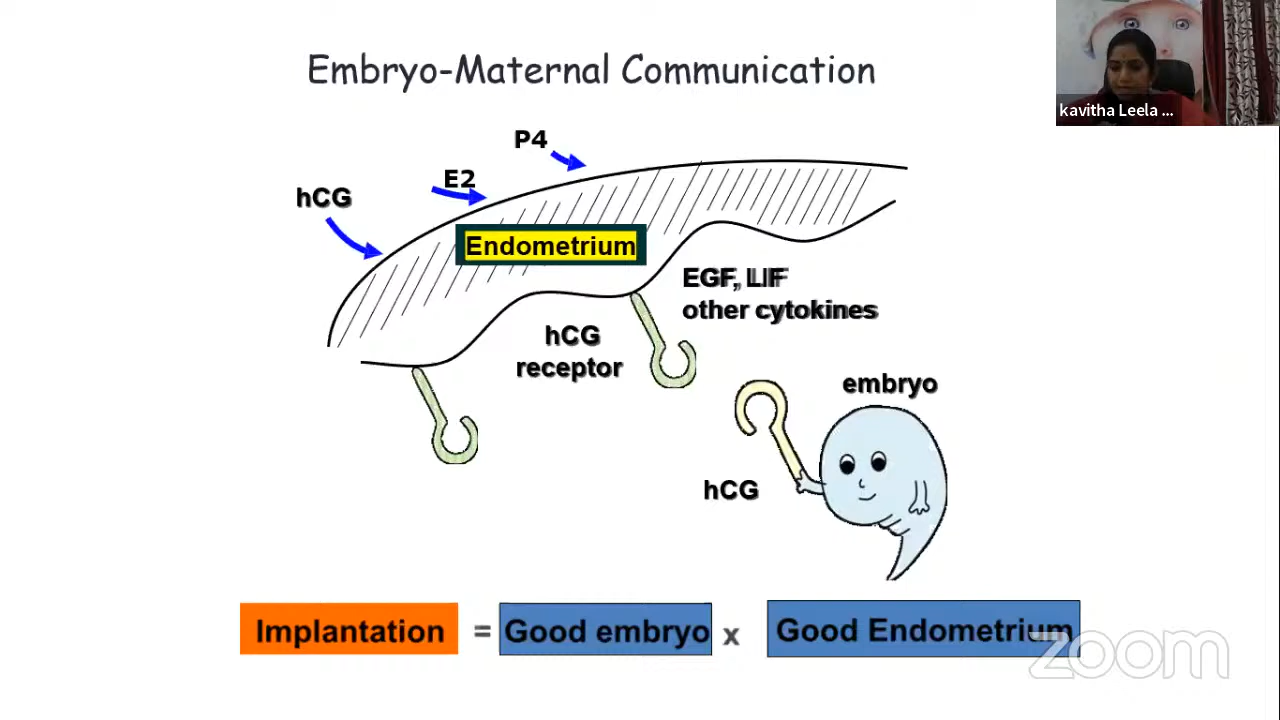 Embryo-Maternal Communication
kavitha Leela ...
P4
E2
hCG
Endometrium
EGF, LIF
other cytokines
hCG
receptor
embryo
hCG
Implantation = Good embryo x Good Endometrium
zoom